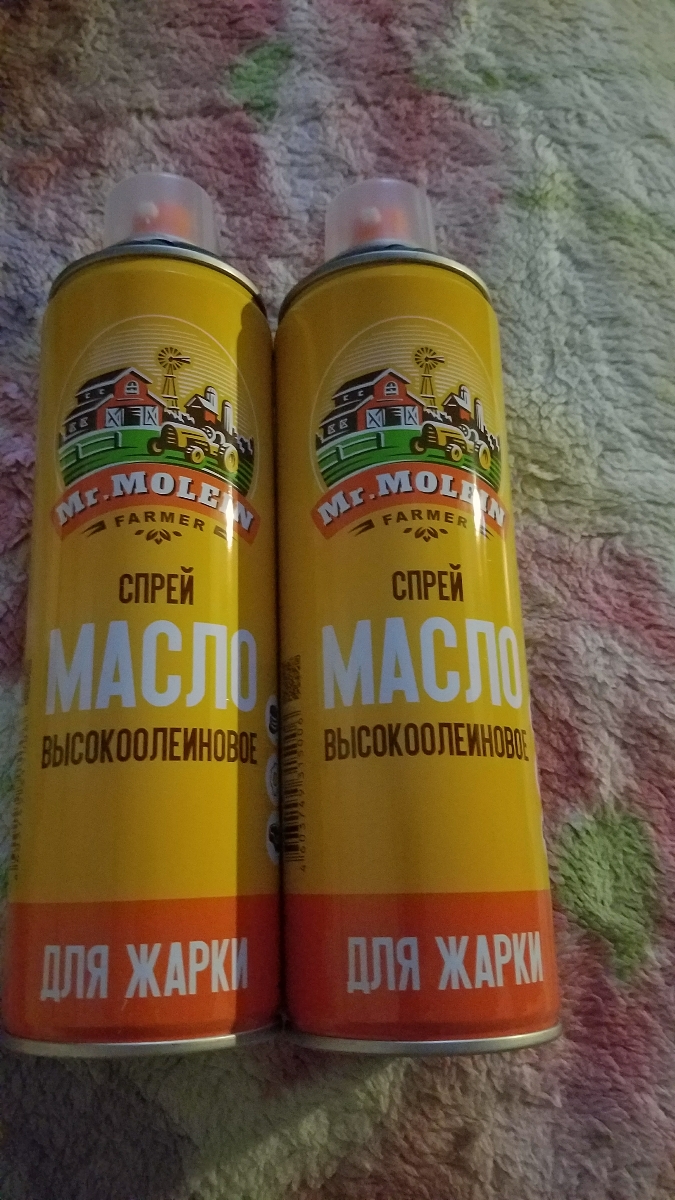 Mr. MOLEIN
FARMER
СПРЕЙ
МАСЛО
ВЫСОКООЛЕИНОВОЕ
ДЛЯ ЖАРКИ
Mr. MOLEIN
FARMER
СПРЕЙ
МАСЛО
ВЫСОКООЛЕИНОВОЕ
ДЛЯ ЖАРКИ